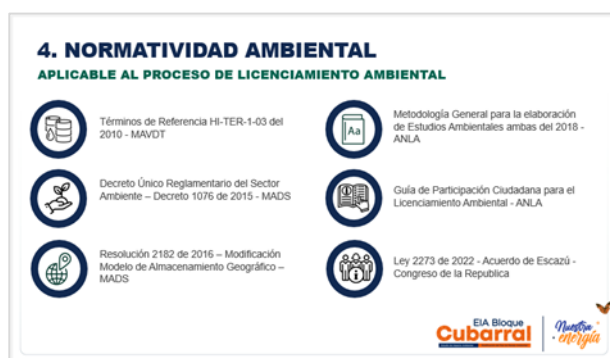 4. NORMATIVIDAD AMBIENTAL
APLICABLE AL PROCESO DE LICENCIAMIENTO AMBIENTAL
Términos de Referencia HI-TER-1-03 del
2010 - MAVDT
Decreto Único Reglamentario del Sector
Ambiente – Decreto 1076 de 2015 - MADS
Resolución 2182 de 2016 – Modificación
Modelo de Almacenamiento Geográfico –
MADS
Metodología General para la elaboración
de Estudios Ambientales ambas del 2018 -
ANLA
Aa
Guía de Participación Ciudadana para el
Licenciamiento Ambiental - ANLA
Ley 2273 de 2022 - Acuerdo de Escazú -
Congreso de la Republica
EIA Bloque
Cubarral
Nuestra
energía